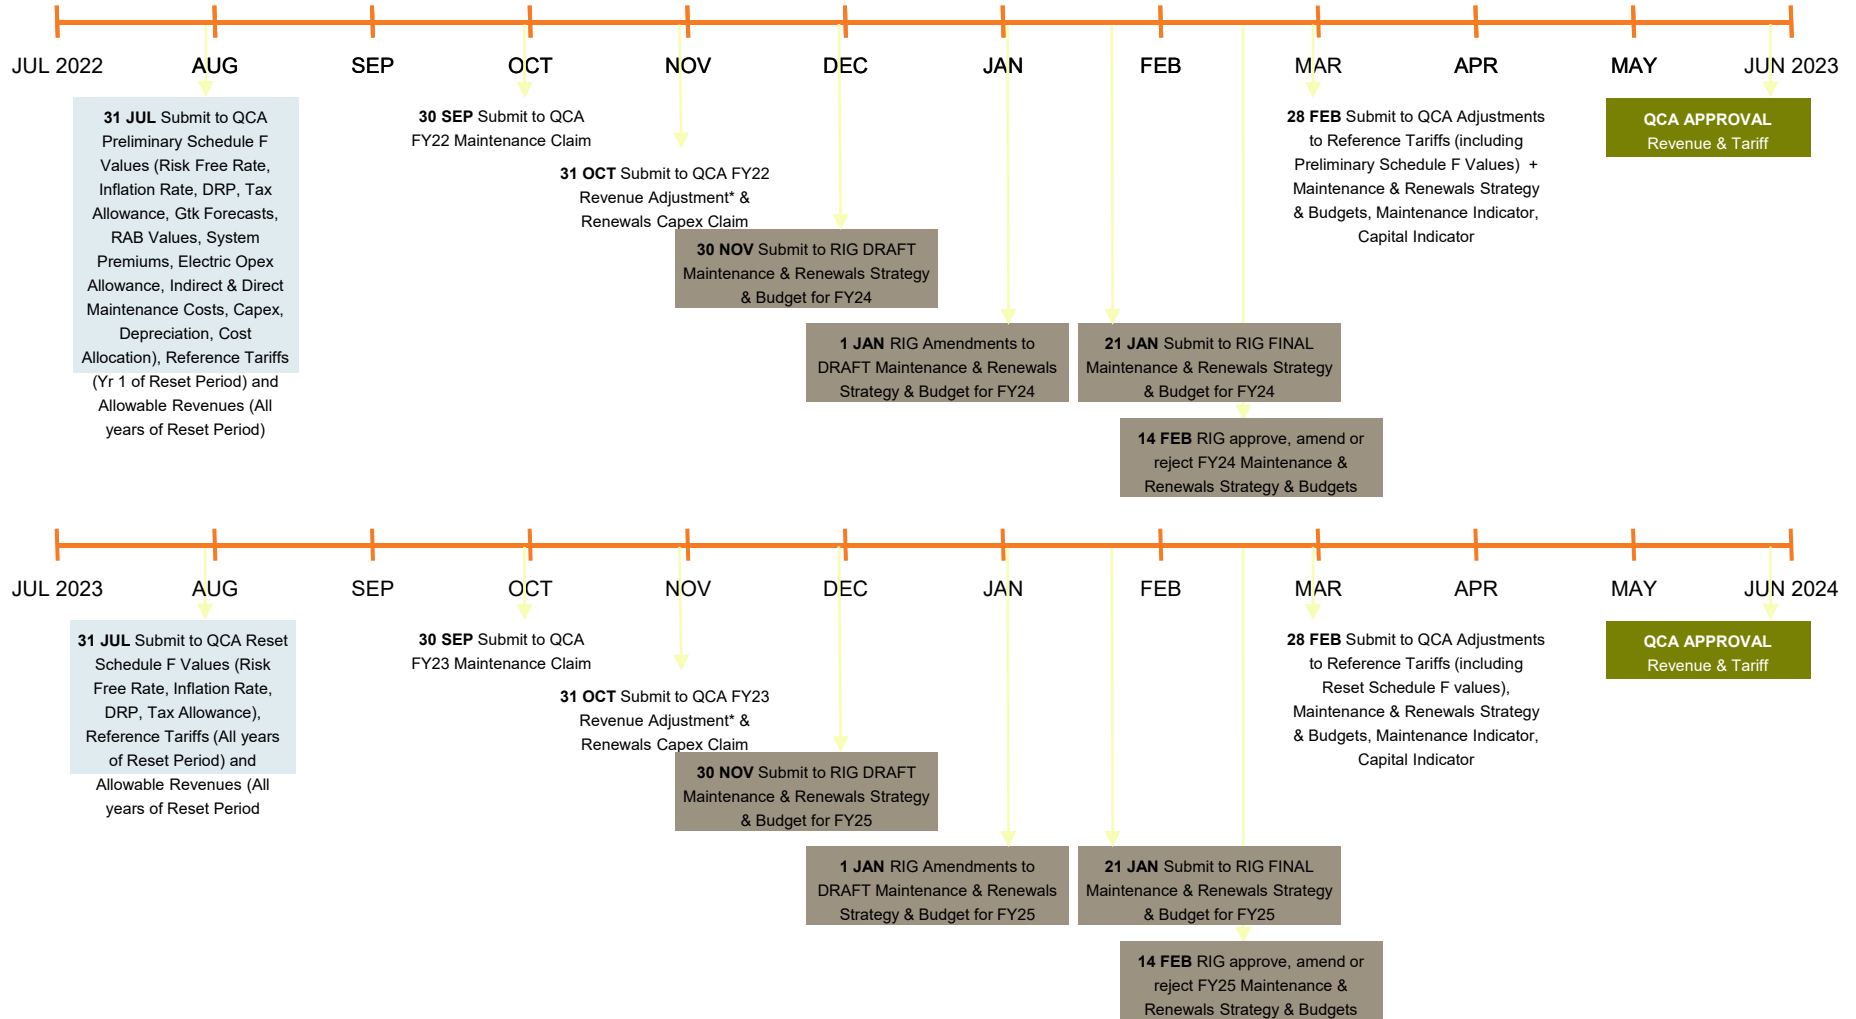 JUL 2022 AUG SEP OCT NOV DEC JAN FEB MAR APR MAY JUN 2023
31 JUL Submit to QCA
Preliminary Schedule F
Values (Risk Free Rate,
Inflation Rate, DRP, Tax
Allowance, Gtk Forecasts,
RAB Values, System
Premiums, Electric Opex
Allowance, Indirect & Direct
Maintenance Costs, Capex,
Depreciation, Cost
Allocation), Reference Tariffs
(Yr 1 of Reset Period) and
Allowable Revenues (All
years of Reset Period)
30 SEP Submit to QCA
FY22 Maintenance Claim
31 OCT Submit to QCA FY22
Revenue Adjustment* &
Renewals Capex Claim
30 NOV Submit to RIG DRAFT
Maintenance & Renewals Strategy
& Budget for FY24
1 JAN RIG Amendments to
DRAFT Maintenance & Renewals
Strategy & Budget for FY24
21 JAN Submit to RIG FINAL
Maintenance & Renewals Strategy
& Budget for FY24
14 FEB RIG approve, amend or
reject FY24 Maintenance &
Renewals Strategy & Budgets
28 FEB Submit to QCA Adjustments
to Reference Tariffs (including
Preliminary Schedule F Values) +
Maintenance & Renewals Strategy
& Budgets, Maintenance Indicator,
Capital Indicator
QCA APPROVAL
Revenue & Tariff
JUL 2023 AUG SEP OCT NOV DEC JAN FEB MAR APR MAY JUN 2024
31 JUL Submit to QCA Reset
Schedule F Values (Risk
Free Rate, Inflation Rate,
DRP, Tax Allowance),
Reference Tariffs (All years
of Reset Period) and
Allowable Revenues (All
years of Reset Period
30 SEP Submit to QCA
FY23 Maintenance Claim
31 OCT Submit to QCA FY23
Revenue Adjustment* &
Renewals Capex Claim
30 NOV Submit to RIG DRAFT
Maintenance & Renewals Strategy
& Budget for FY25
1 JAN RIG Amendments to
DRAFT Maintenance & Renewals
Strategy & Budget for FY25
21 JAN Submit to RIG FINAL
Maintenance & Renewals Strategy
& Budget for FY25
14 FEB RIG approve, amend or
reject FY25 Maintenance &
Renewals Strategy & Budgets
28 FEB Submit to QCA Adjustments
to Reference Tariffs (including
Reset Schedule F values),
Maintenance & Renewals Strategy
& Budgets, Maintenance Indicator,
Capital Indicator
QCA APPROVAL
Revenue & Tariff